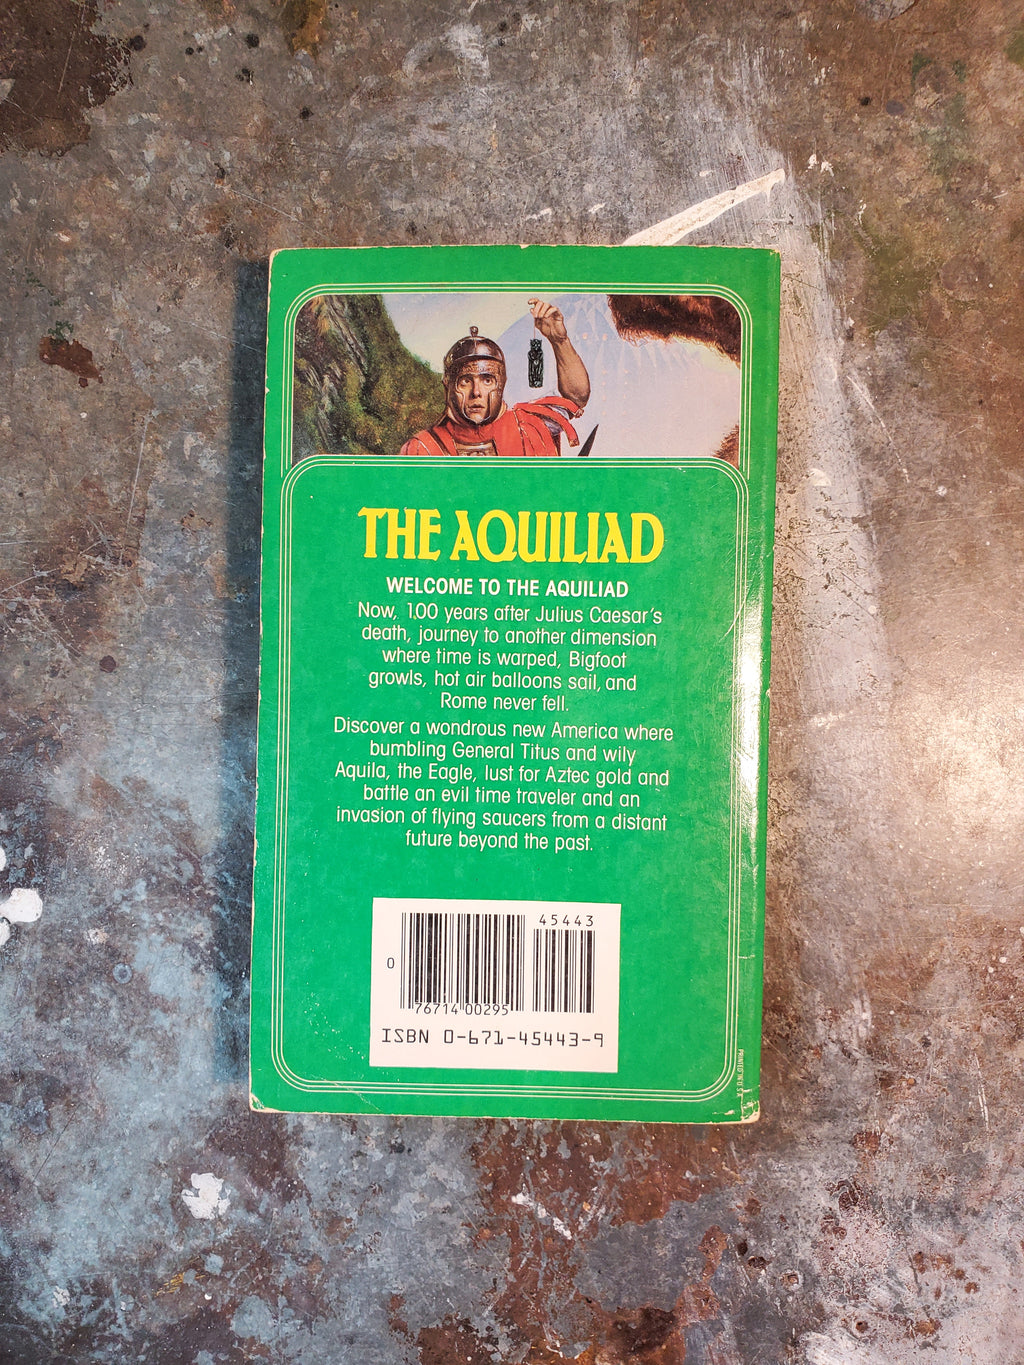 THE AQUILIAD
WELCOME TO THE AQUILIAD
Now, 100 years after Julius Caesar's
death, journey to another dimension
where time is warped, Bigfoot
growls, hot air balloons sail, and
Rome never fell.
Discover a wondrous new America where
bumbling General Titus and wily
Aquila, the Eagle, lust for Aztec gold and
battle an evil time traveler and an
invasion of flying saucers from a distant
future beyond the past.
45443
0
76714 00295
ISBN 0-671-45443-9
PRINTED IN U.S.A.